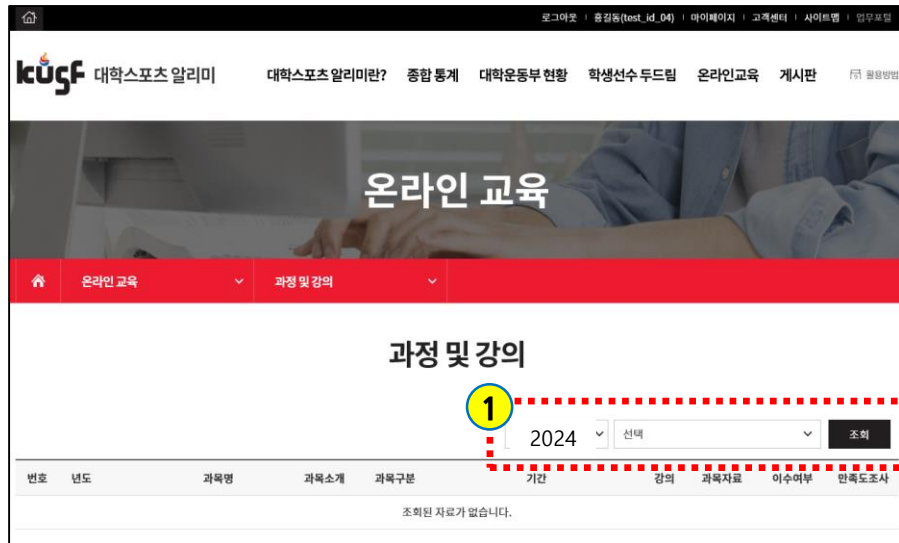 로그아웃 | 홍길동(test_id_04) | 마이페이지 | 고객센터 | 사이트맵 | 업무포털
kusf 대학스포츠 알리미 대학스포츠 알리미란? 종합 통계 대학운동부 현황 학생선수 두드림 온라인교육 게시판 활용방법
온라인 교육
온라인 교육 과정 및 강의
과정 및 강의
1
2024 선택 조회
번호 년도 과목명 과목소개 과목구분 기간 강의 과목자료 이수여부 만족도조사
조회된 자료가 없습니다.